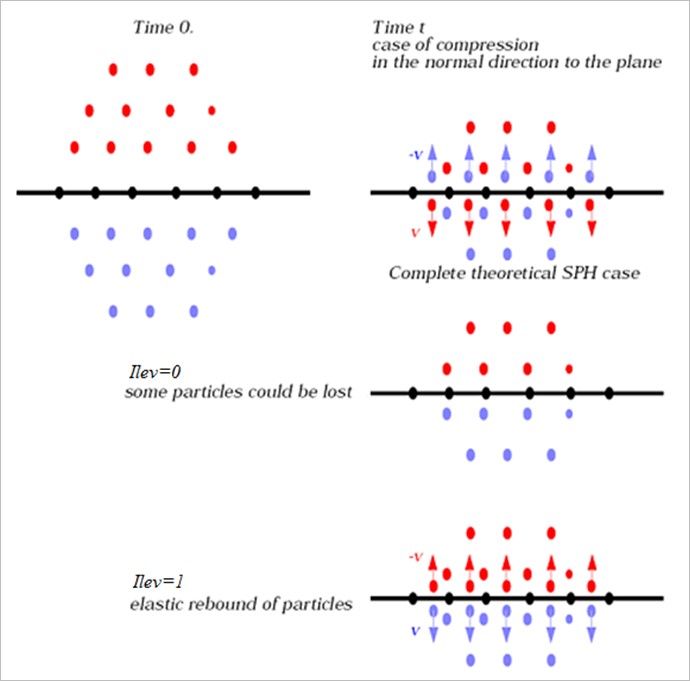 Time 0.
Time t
case of compression
in the normal direction to the plane
-V
V
Complete theoretical SPH case
Ilev=0
some particles could be lost
-V
Ilev=1
elastic rebound of particles
V